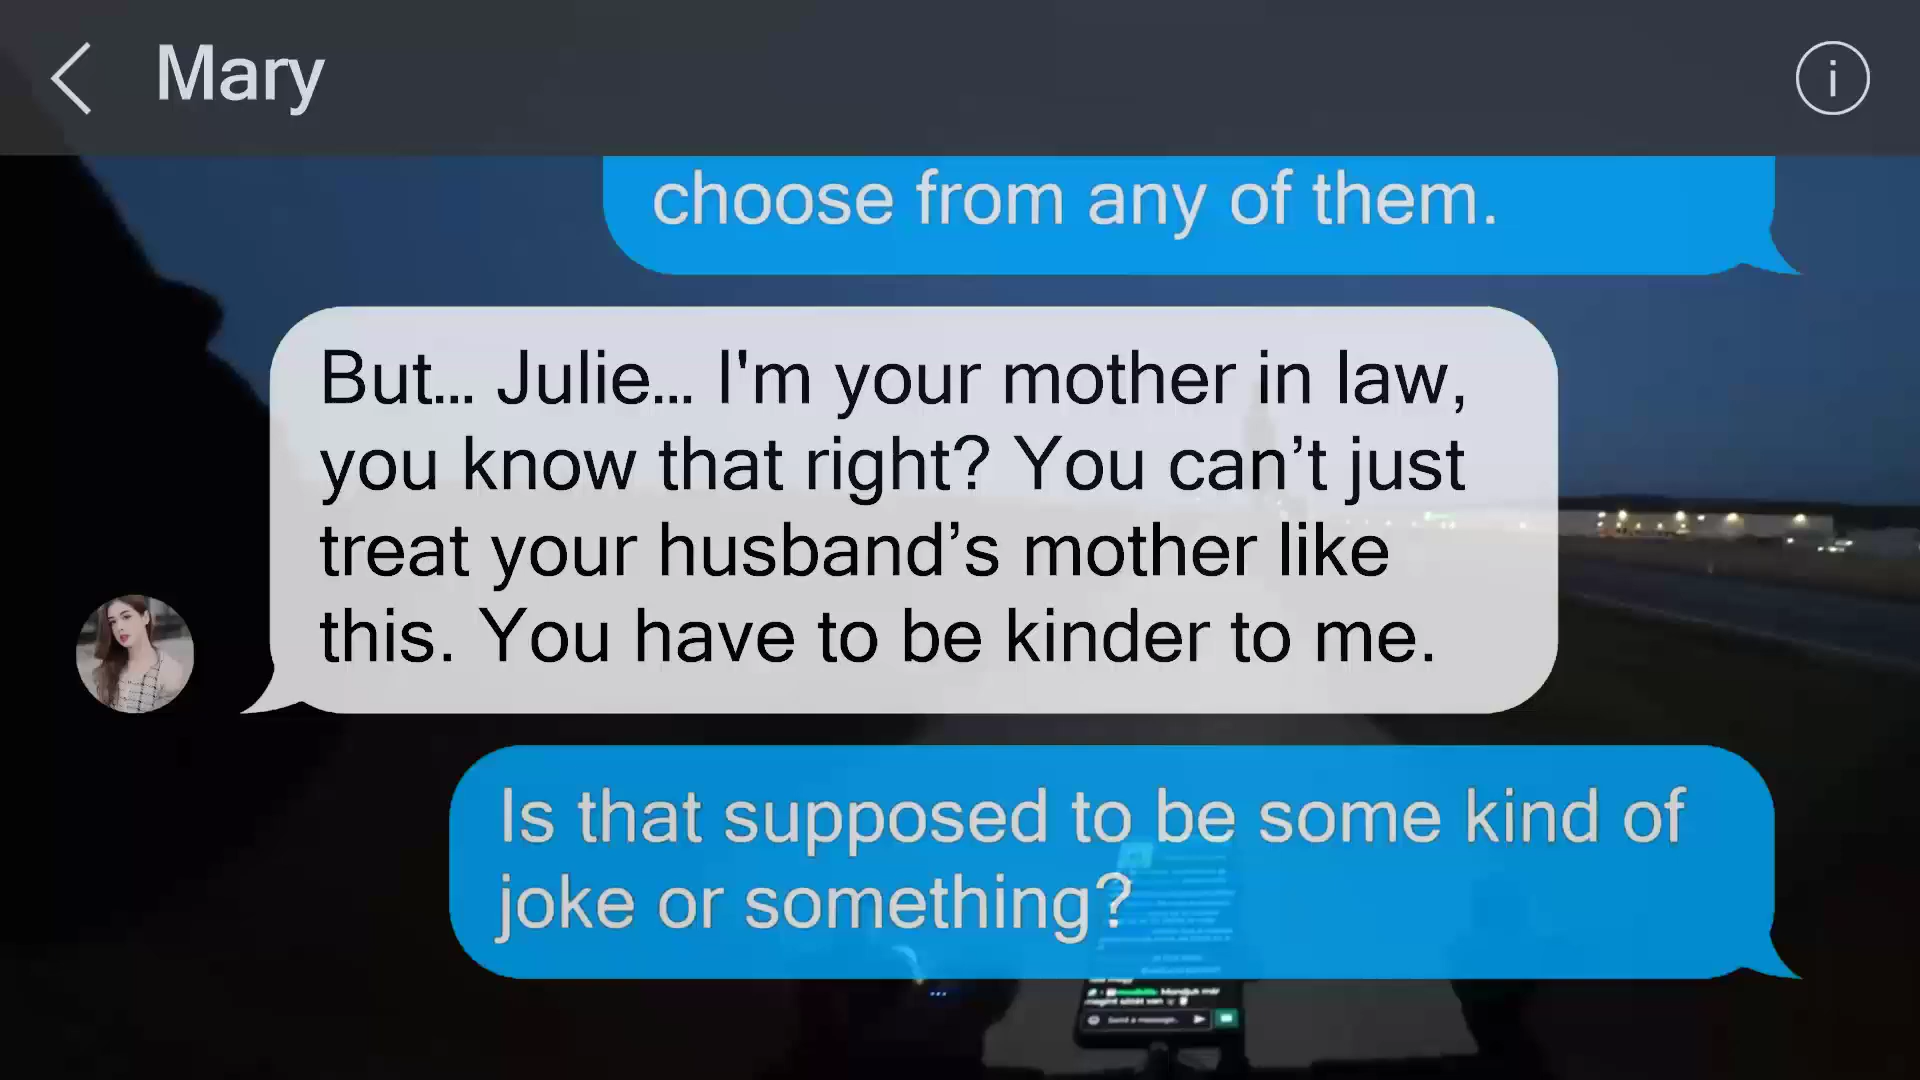 Mary
choose from any of them.
But... Julie... I'm your mother in law,
you know that right? You can’t just
treat your husband’s mother like
this. You have to be kinder to me.
Is that supposed to be some kind of
joke or something?
Send a message.